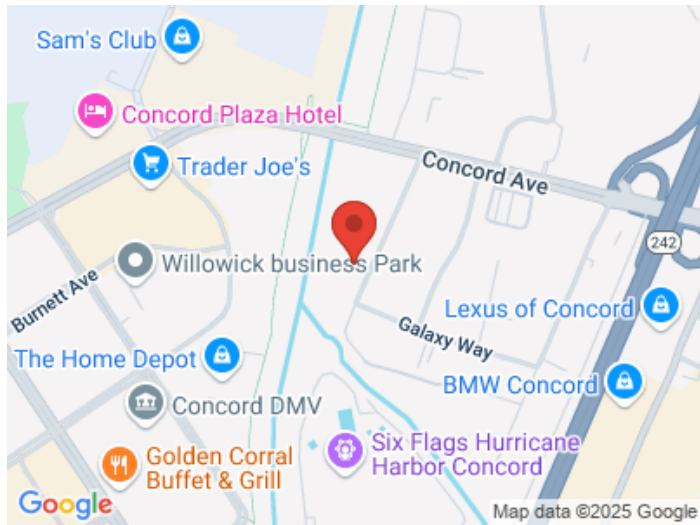 Sam's Club
Concord Plaza Hotel
Trader Joe's
Concord Ave
242
Willowick business Park
Burnett Ave
Lexus of Concord
Galaxy Way
The Home Depot
BMW Concord
Concord DMV
Six Flags Hurricane
Harbor Concord
Golden Corral
Buffet & Grill
Google
Map data ©2025 Google